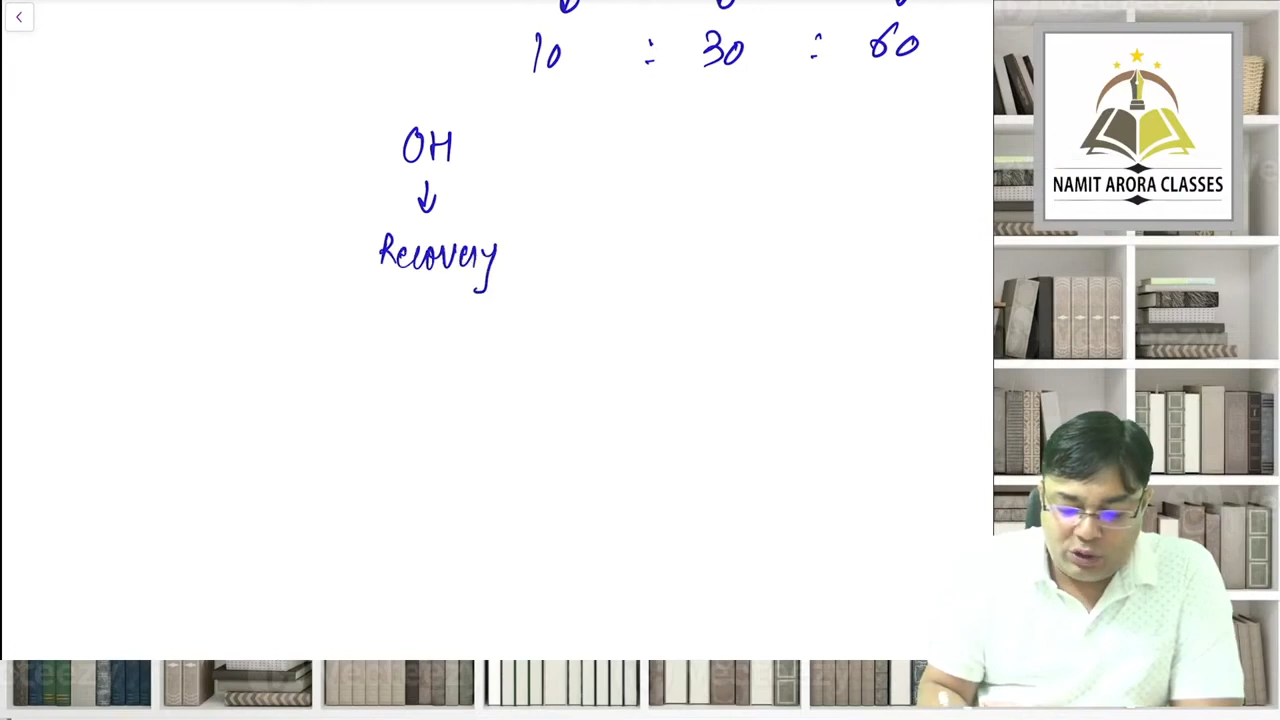 10 : 30 : 60
OH
↓
Recovery
NAMIT ARORA CLASSES